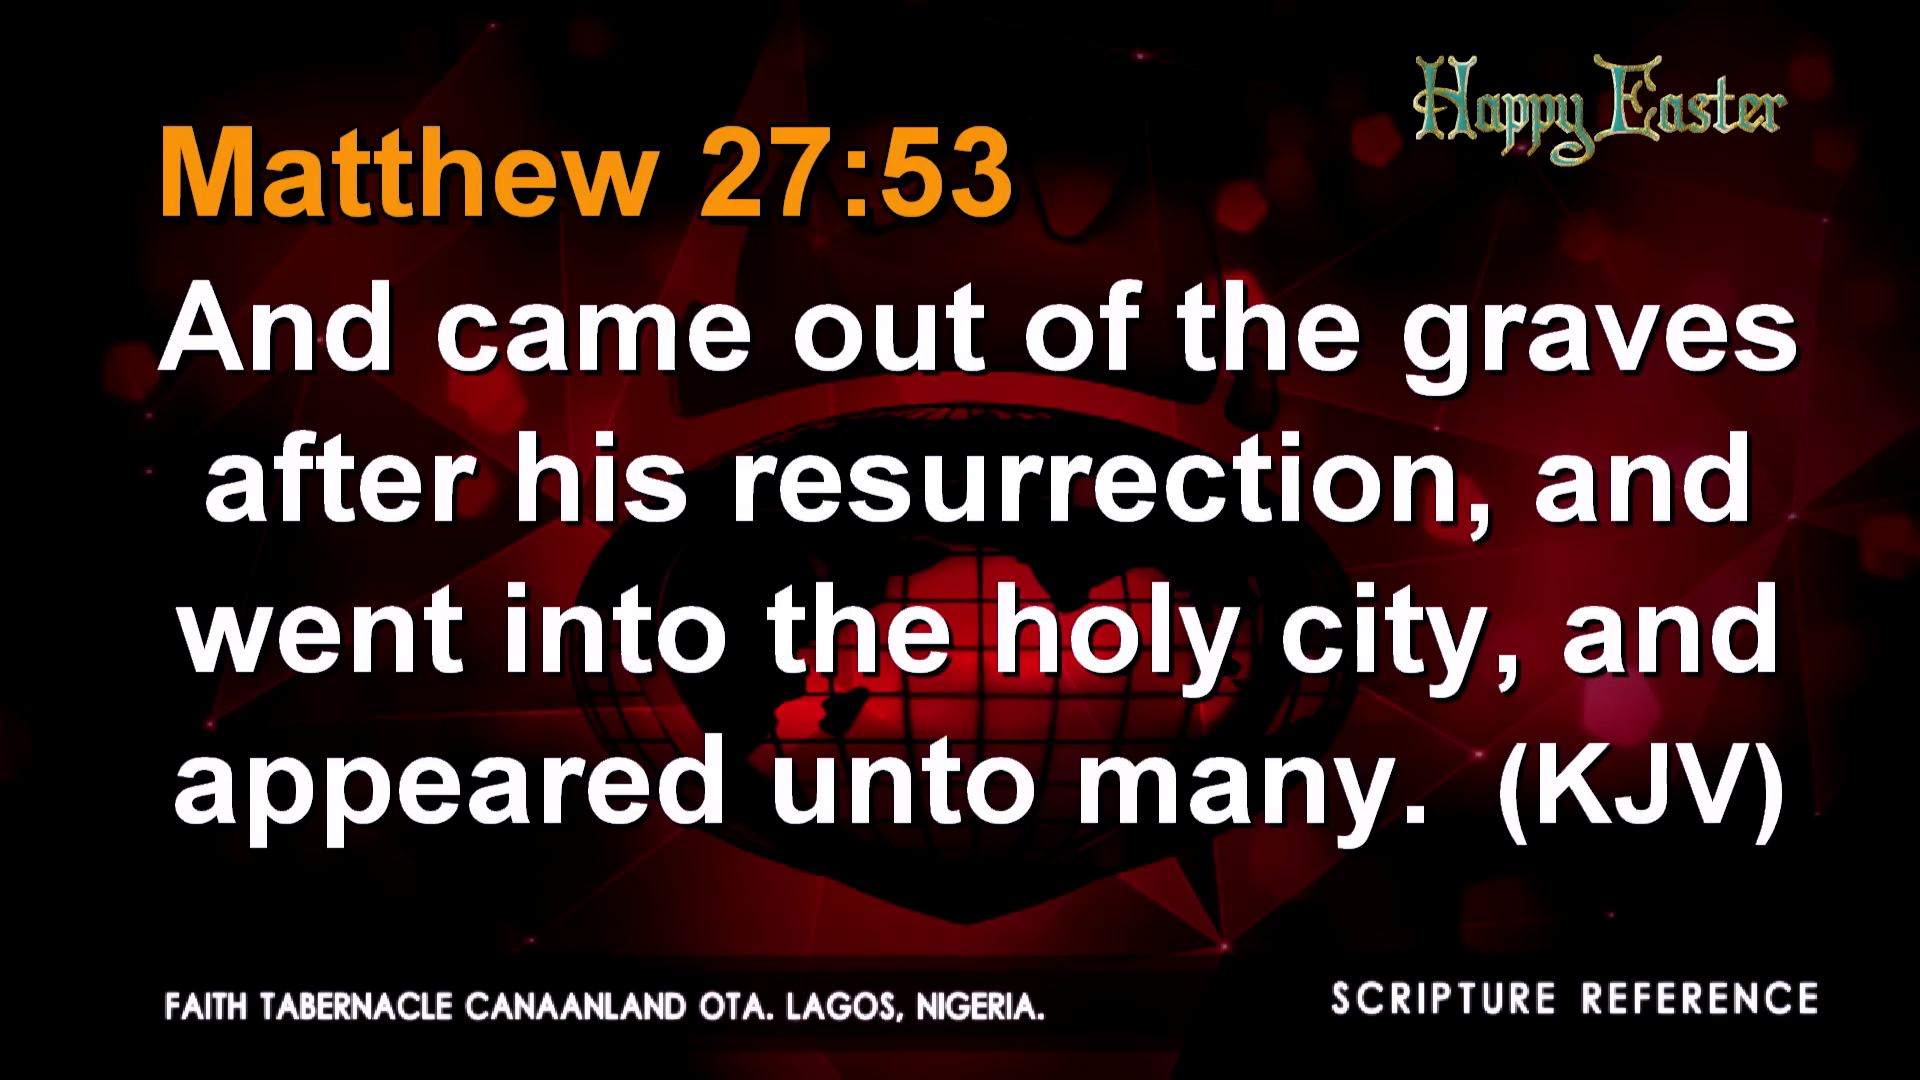 Happy Easter
Matthew 27:53
And came out of the graves
after his resurrection, and
went into the holy city, and
appeared unto many. (KJV)
FAITH TABERNACLE CANAANLAND OTA. LAGOS, NIGERIA.
SCRIPTURE REFERENCE